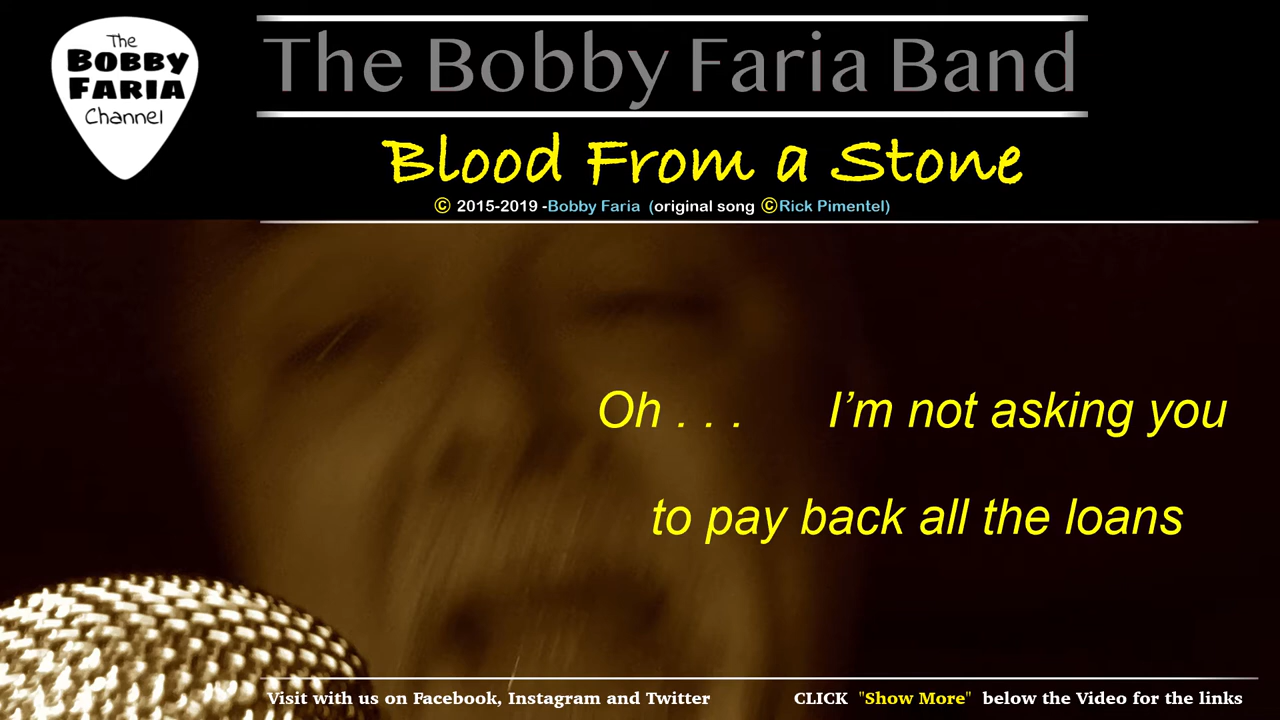 The
BOBBY
FARIA
Channel
The Bobby Faria Band
Blood From a Stone
© 2015-2019 -Bobby Faria (original song ©Rick Pimentel)
Oh . . . I’m not asking you
to pay back all the loans
Visit with us on Facebook, Instagram and Twitter
CLICK "Show More" below the Video for the links